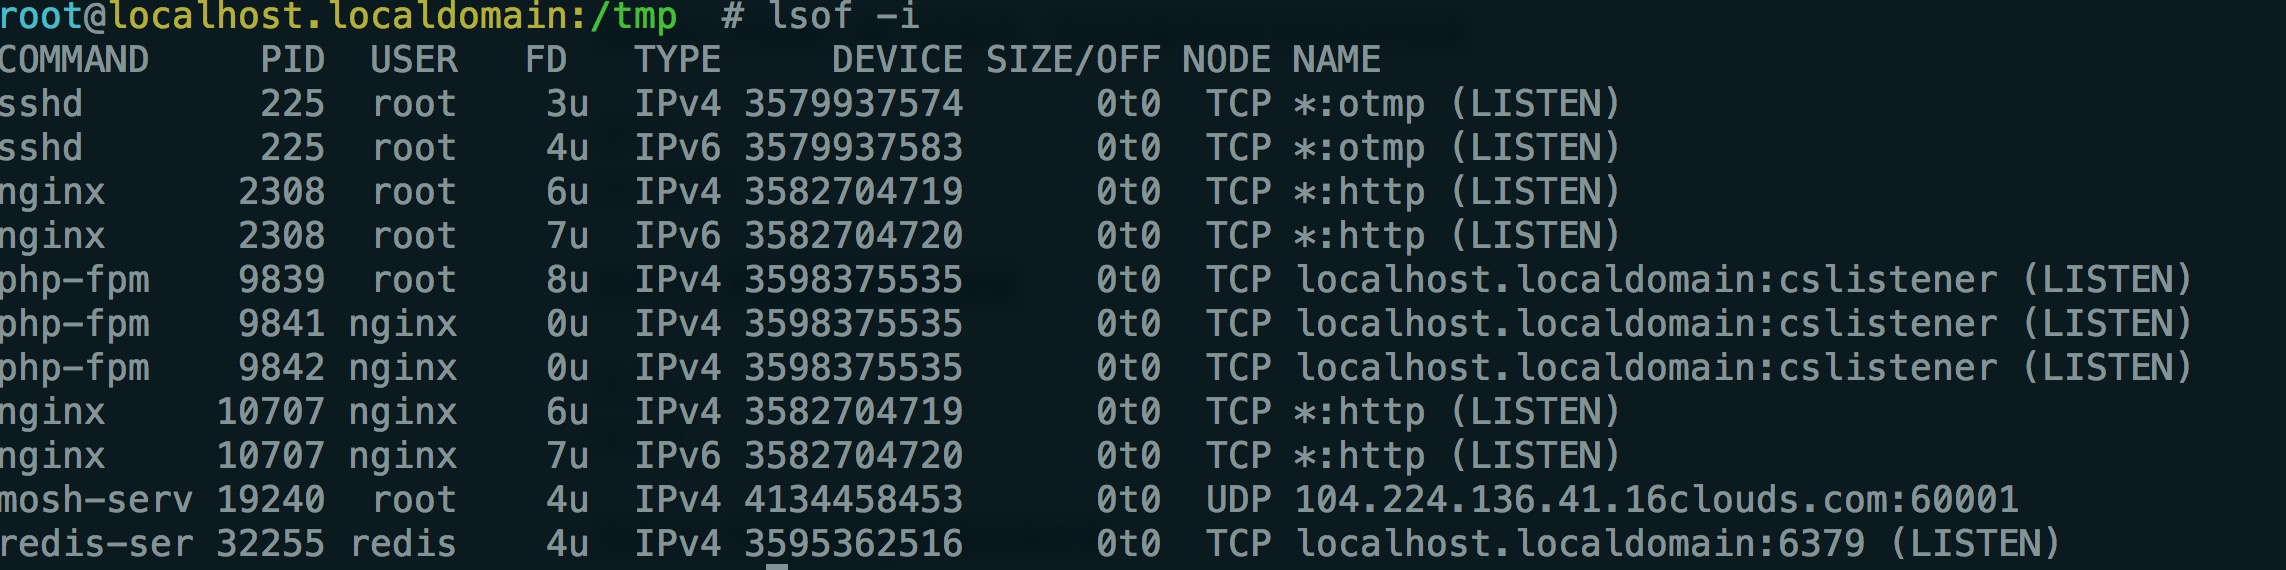 root@localhost.localdomain:/tmp  # lsof -i
COMMAND     PID  USER   FD   TYPE     DEVICE SIZE/OFF NODE NAME
sshd        225  root    3u  IPv4 3579937574      0t0  TCP *:otmp (LISTEN)
sshd        225  root    4u  IPv6 3579937583      0t0  TCP *:otmp (LISTEN)
nginx      2308  root    6u  IPv4 3582704719      0t0  TCP *:http (LISTEN)
nginx      2308  root    7u  IPv6 3582704720      0t0  TCP *:http (LISTEN)
php-fpm    9839  root    8u  IPv4 3598375535      0t0  TCP localhost.localdomain:cslistener (LISTEN)
php-fpm    9841 nginx    0u  IPv4 3598375535      0t0  TCP localhost.localdomain:cslistener (LISTEN)
php-fpm    9842 nginx    0u  IPv4 3598375535      0t0  TCP localhost.localdomain:cslistener (LISTEN)
nginx     10707 nginx    6u  IPv4 3582704719      0t0  TCP *:http (LISTEN)
nginx     10707 nginx    7u  IPv6 3582704720      0t0  TCP *:http (LISTEN)
mosh-serv 19240  root    4u  IPv4 4134458453      0t0  UDP 104.224.136.41.16clouds.com:60001
redis-ser 32255 redis    4u  IPv4 3595362516      0t0  TCP localhost.localdomain:6379 (LISTEN)